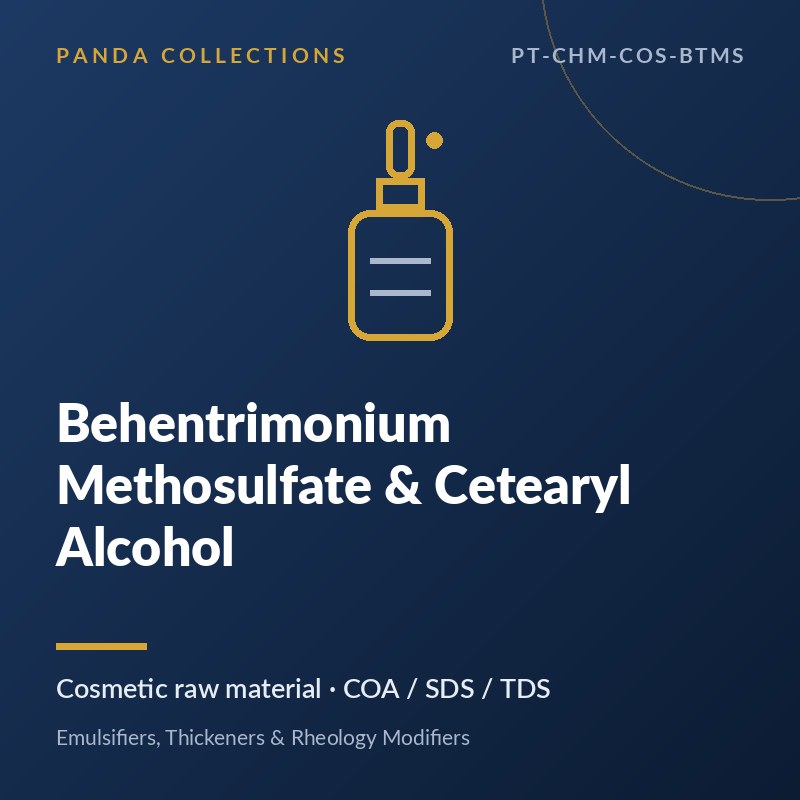 PANDA COLLECTIONS
PT-CHM-COS-BTMS
Behentrimonium
Methosulfate & Cetearyl
Alcohol
Cosmetic raw material · COA / SDS / TDS
Emulsifiers, Thickeners & Rheology Modifiers